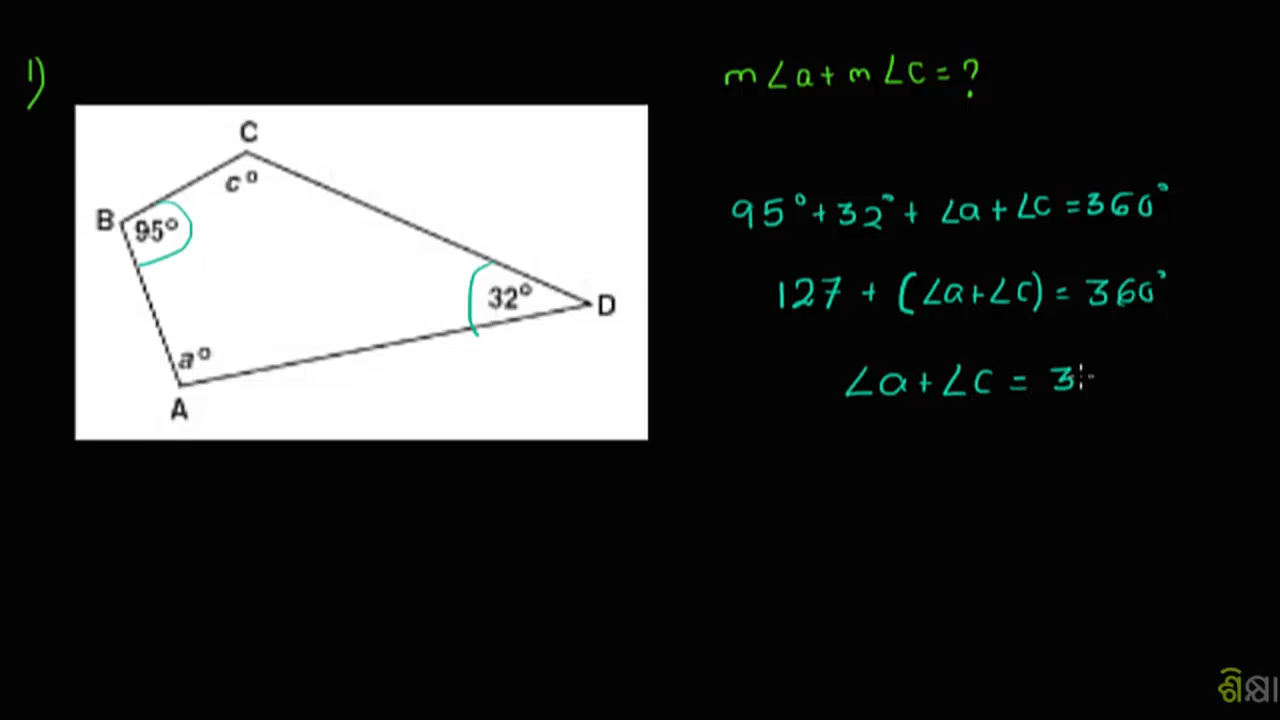 1)
m∠a + m∠c = ?
C
c°
B
95°
32°
D
a°
A
95° + 32° + ∠a + ∠c = 360°
127 + (∠a + ∠c) = 360°
∠a + ∠c = 3
ଶିକ୍ଷା